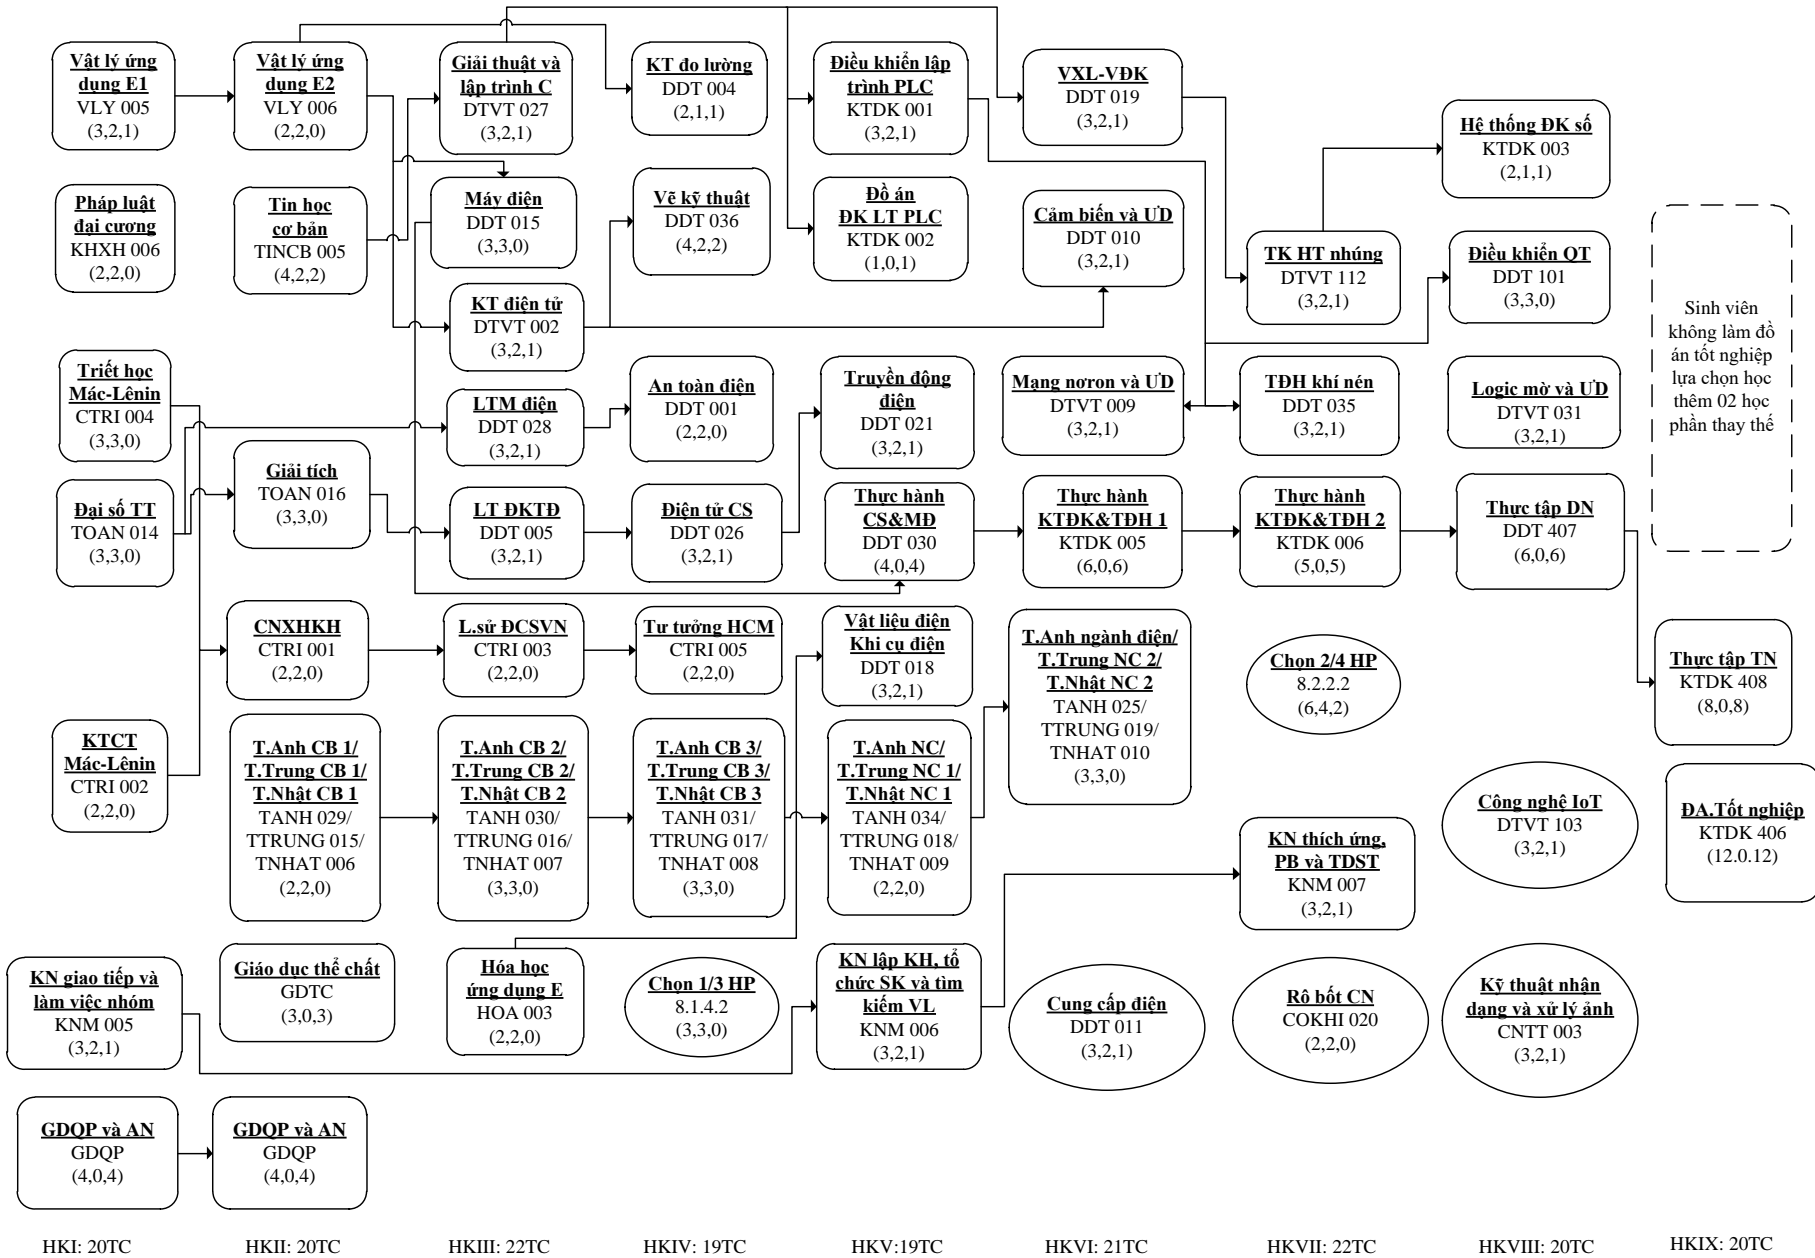 Vật lý ứng
dụng E1
VLY 005
(3,2,1)
Pháp luật
đại cương
KHXH 006
(2,2,0)
Triết học
Mác-Lênin
CTRI 004
(3,3,0)
Đại số TT
TOAN 014
(3,3,0)
KTCT
Mác-Lênin
CTRI 002
(2,2,0)
KN giao tiếp và
làm việc nhóm
KNM 005
(3,2,1)
GDQP và AN
GDQP
(4,0,4)
HKI: 20TC
Vật lý ứng
dụng E2
VLY 006
(2,2,0)
Tin học
cơ bản
TINCB 005
(4,2,2)
Giải tích
TOAN 016
(3,3,0)
CNXHKH
CTRI 001
(2,2,0)
T.Anh CB 1/
T.Trung CB 1/
T.Nhật CB 1
TANH 029/
TTRUNG 015/
TNHAT 006
(2,2,0)
Giáo dục thể chất
GDTC
(3,0,3)
GDQP và AN
GDQP
(4,0,4)
HKII: 20TC
Giải thuật và
lập trình C
DTVT 027
(3,2,1)
Máy điện
DDT 015
(3,3,0)
KT điện tử
DTVT 002
(3,2,1)
LTM điện
DDT 028
(3,2,1)
LT ĐKTĐ
DDT 005
(3,2,1)
L.sử ĐCSVN
CTRI 003
(2,2,0)
T.Anh CB 2/
T.Trung CB 2/
T.Nhật CB 2
TANH 030/
TTRUNG 016/
TNHAT 007
(3,3,0)
Hóa học
ứng dụng E
HOA 003
(2,2,0)
HKIII: 22TC
KT đo lường
DDT 004
(2,1,1)
Vẽ kỹ thuật
DDT 036
(4,2,2)
An toàn điện
DDT 001
(2,2,0)
Điện tử CS
DDT 026
(3,2,1)
Tư tưởng HCM
CTRI 005
(2,2,0)
T.Anh CB 3/
T.Trung CB 3/
T.Nhật CB 3
TANH 031/
TTRUNG 017/
TNHAT 008
(3,3,0)
Chọn 1/3 HP
8.1.4.2
(3,3,0)
HKIV: 19TC
Điều khiển lập
trình PLC
KTDK 001
(3,2,1)
Đồ án
ĐK LT PLC
KTDK 002
(1,0,1)
Truyền động
điện
DDT 021
(3,2,1)
Thực hành
CS&MĐ
DDT 030
(4,0,4)
Vật liệu điện
Khí cụ điện
DDT 018
(3,2,1)
T.Anh NC/
T.Trung NC 1/
T.Nhật NC 1
TANH 034/
TTRUNG 018/
TNHAT 009
(2,2,0)
KN lập KH, tổ
chức SK và tìm
kiếm VL
KNM 006
(3,2,1)
HKV:19TC
VXL-VĐK
DDT 019
(3,2,1)
Cảm biến và ƯD
DDT 010
(3,2,1)
Mạng nơron và ƯD
DTVT 009
(3,2,1)
Thực hành
KTĐK&TĐH 1
KTDK 005
(6,0,6)
T.Anh ngành điện/
T.Trung NC 2/
T.Nhật NC 2
TANH 025/
TTRUNG 019/
TNHAT 010
(3,3,0)
Cung cấp điện
DDT 011
(3,2,1)
HKVI: 21TC
TK HT nhúng
DTVT 112
(3,2,1)
TĐH khí nén
DDT 035
(3,2,1)
Thực hành
KTĐK&TĐH 2
KTDK 006
(5,0,5)
Chọn 2/4 HP
8.2.2.2
(6,4,2)
KN thích ứng,
PB và TDST
KNM 007
(3,2,1)
Rô bốt CN
COKHI 020
(2,2,0)
HKVII: 22TC
Hệ thống ĐK số
KTDK 003
(2,1,1)
Điều khiển QT
DDT 101
(3,3,0)
Logic mờ và ƯD
DTVT 031
(3,2,1)
Thực tập DN
DDT 407
(6,0,6)
Công nghệ IoT
DTVT 103
(3,2,1)
Kỹ thuật nhận
dạng và xử lý ảnh
CNTT 003
(3,2,1)
HKVIII: 20TC
Sinh viên
không làm đồ
án tốt nghiệp
lựa chọn học
thêm 02 học
phần thay thế
Thực tập TN
KTDK 408
(8,0,8)
ĐA.Tốt nghiệp
KTDK 406
(12.0.12)
HKIX: 20TC